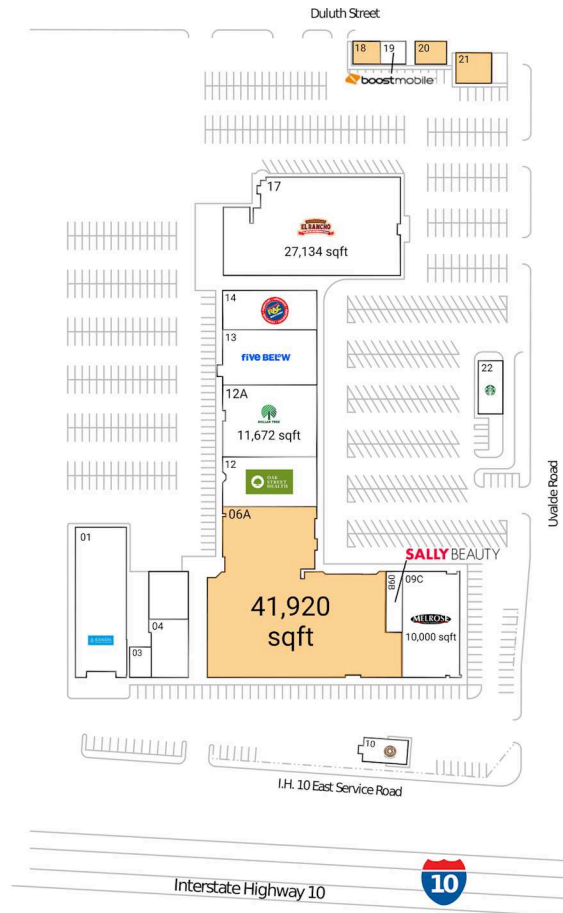 Duluth Street
18
19
20
21
boostmobile
17
EL RANCHO
27,134 sqft
14
13
five BEL°W
12A
DOLLAR TREE
11,672 sqft
22
12
OAK
STREET
HEALTH
06A
Uvalde Road
01
SALLY BEAUTY
09B
09C
41,920
sqft
04
MELROSE
10,000 sqft
03
10
I.H. 10 East Service Road
Interstate Highway 10
10